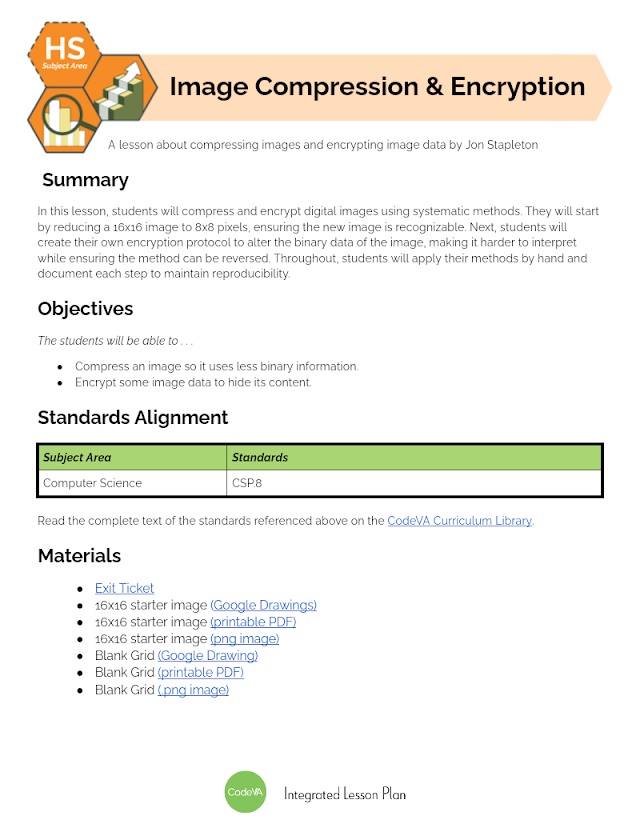 HS
Subject Area
Image Compression & Encryption
A lesson about compressing images and encrypting image data by Jon Stapleton
Summary
In this lesson, students will compress and encrypt digital images using systematic methods. They will start
by reducing a 16x16 image to 8x8 pixels, ensuring the new image is recognizable. Next, students will
create their own encryption protocol to alter the binary data of the image, making it harder to interpret
while ensuring the method can be reversed. Throughout, students will apply their methods by hand and
document each step to maintain reproducibility.
Objectives
The students will be able to . . .
● Compress an image so it uses less binary information.
● Encrypt some image data to hide its content.
Standards Alignment
Subject Area Standards
Computer Science CSP.8
Read the complete text of the standards referenced above on the CodeVA Curriculum Library.
Materials
● Exit Ticket
● 16x16 starter image (Google Drawings)
● 16x16 starter image (printable PDF)
● 16x16 starter image (png image)
● Blank Grid (Google Drawing)
● Blank Grid (printable PDF)
● Blank Grid (.png image)
CodeVA Integrated Lesson Plan